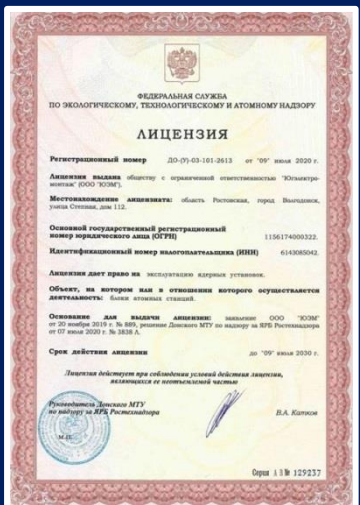 ФЕДЕРАЛЬНАЯ СЛУЖБА
ПО ЭКОЛОГИЧЕСКОМУ, ТЕХНОЛОГИЧЕСКОМУ И АТОМНОМУ НАДЗОРУ
ЛИЦЕНЗИЯ
Регистрационный номер ДО-(У)-03-101-2613 от "09" июля 2020 г.
Лицензия выдана обществу с ограниченной ответственностью "Югэлектро-
монтаж" (ООО "ЮЭМ").
Местонахождение лицензиата: область Ростовская, город Волгодонск,
улица Степная, дом 112.
Основной государственный регистрационный
номер юридического лица (ОГРН) 1156174000322.
Идентификационный номер налогоплательщика (ИНН) 6143085042.
Лицензия дает право на эксплуатацию ядерных установок.
Объект, на котором или в отношении которого осуществляется
деятельность: блоки атомных станций.
Основание для выдачи лицензии: заявление ООО "ЮЭМ"
от 20 ноября 2019 г. № 889, решение Донского МТУ по надзору за ЯРБ Ростехнадзора
от 07 июля 2020 г. № 3838 Л.
Срок действия лицензии до "09" июля 2030 г.
Лицензия действует при соблюдении условий действия лицензии,
являющихся ее неотъемлемой частью
Руководитель Донского МТУ
по надзору за ЯРБ Ростехнадзора
В.А. Капков
М.П.
Серия А В № 129237